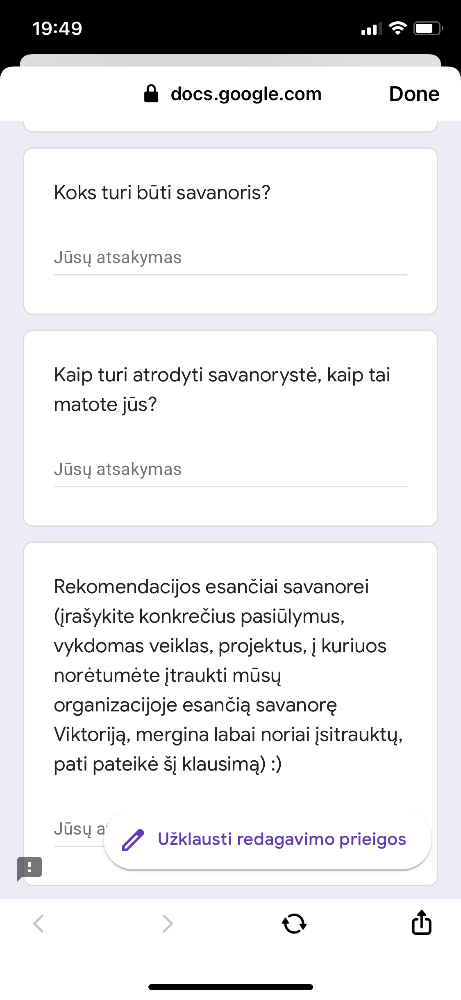 19:49
docs.google.com Done
Koks turi būti savanoris?
Jūsų atsakymas
Kaip turi atrodyti savanorystė, kaip tai
matote jūs?
Jūsų atsakymas
Rekomendacijos esančiai savanorei
(įrašykite konkrečius pasiūlymus,
vykdomas veiklas, projektus, į kuriuos
norėtumėte įtraukti mūsų
organizacijoje esančią savanorę
Viktoriją, mergina labai noriai įsitrauktų,
pati pateikė šį klausimą) :)
Jūsų
Užklausti redagavimo prieigos